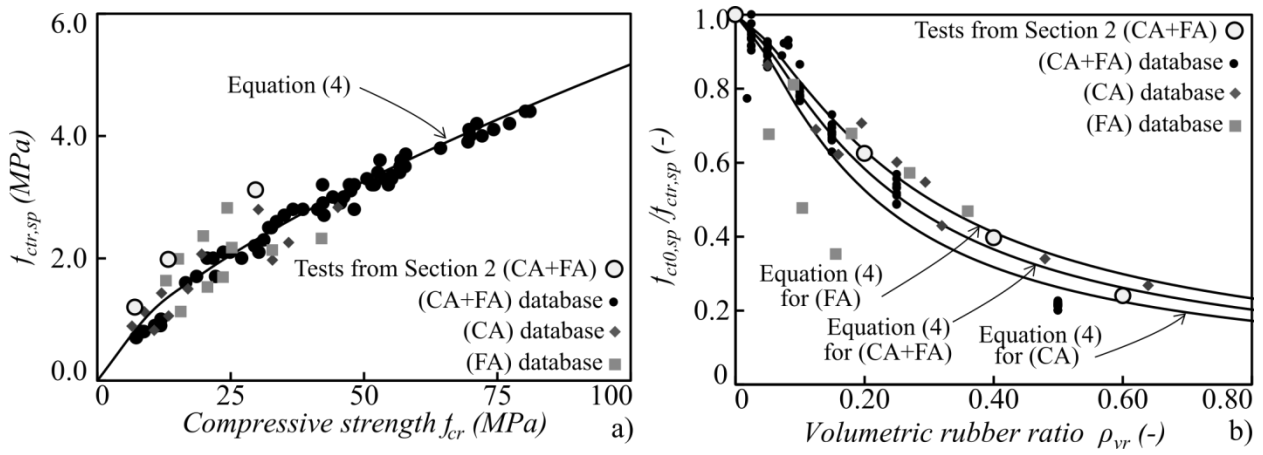 6.0
4.0
2.0
0.0
f_ctr,sp (MPa)
Equation (4)
Tests from Section 2 (CA+FA)
(CA+FA) database
(CA) database
(FA) database
0 25 50 75 100
Compressive strength f_cr (MPa)
a)
1.0
0.8
0.6
0.4
0.2
0
f_ct0,sp/f_ctr,sp (-)
Tests from Section 2 (CA+FA)
(CA+FA) database
(CA) database
(FA) database
Equation (4)
for (FA)
Equation (4)
for (CA+FA)
Equation (4)
for (CA)
0 0.20 0.40 0.60 0.80
Volumetric rubber ratio ρ_vr (-)
b)